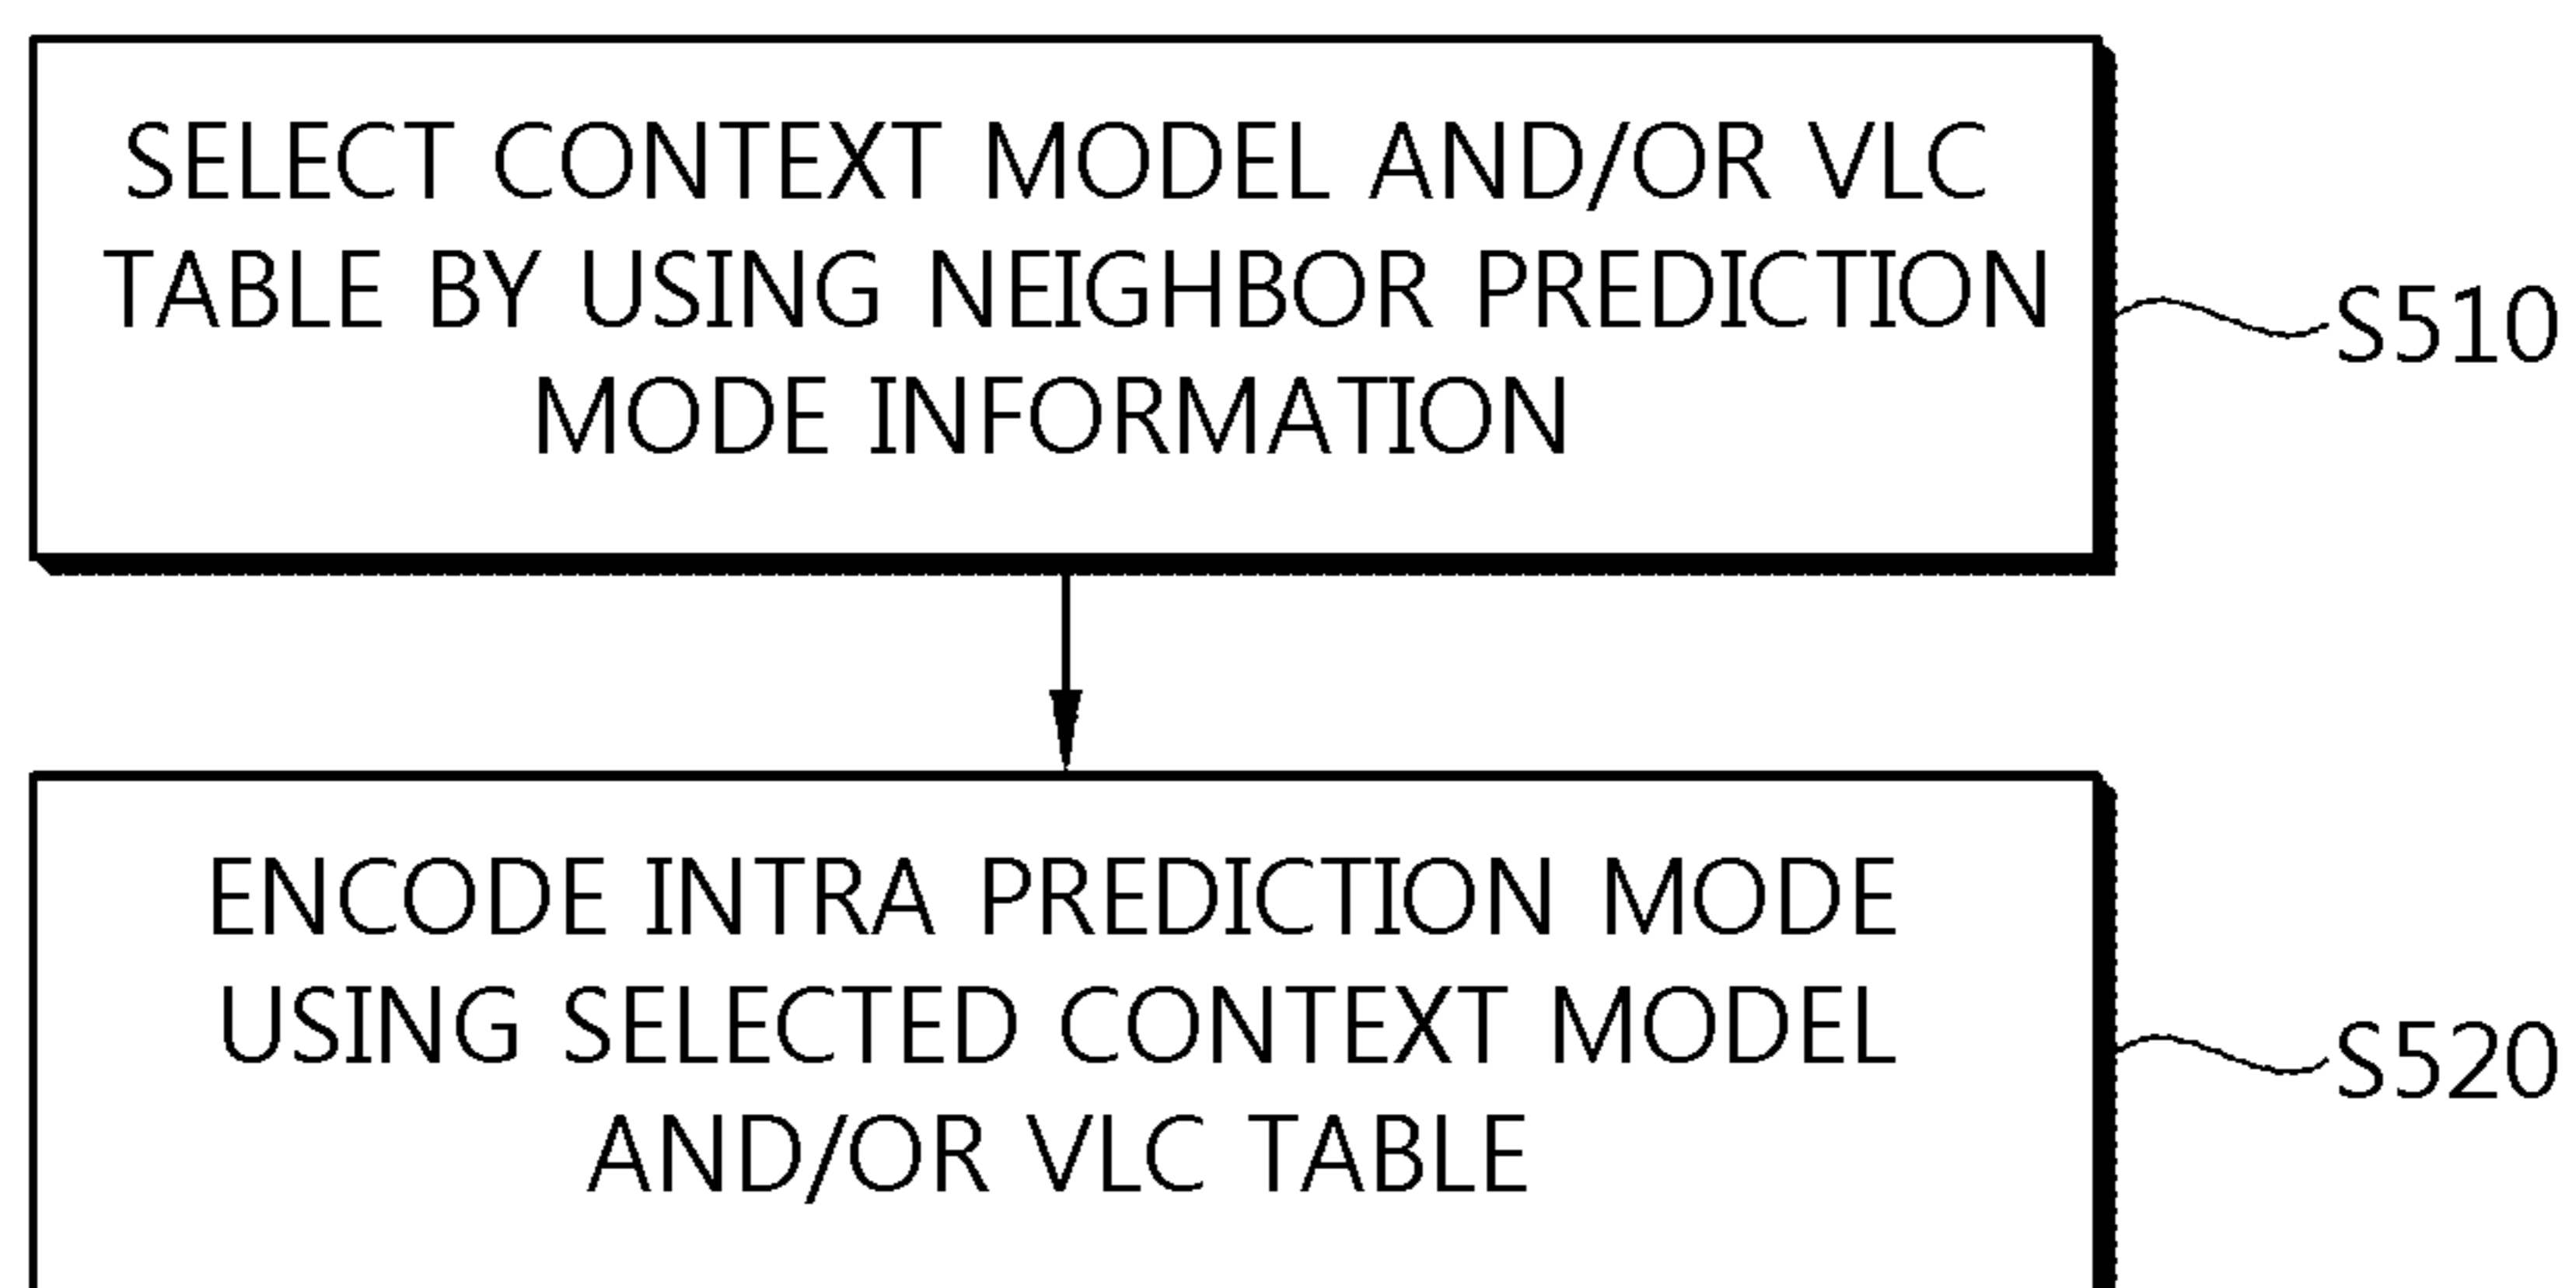 SELECT CONTEXT MODEL AND/OR VLC
TABLE BY USING NEIGHBOR PREDICTION
MODE INFORMATION
S510
ENCODE INTRA PREDICTION MODE
USING SELECTED CONTEXT MODEL
AND/OR VLC TABLE
S520